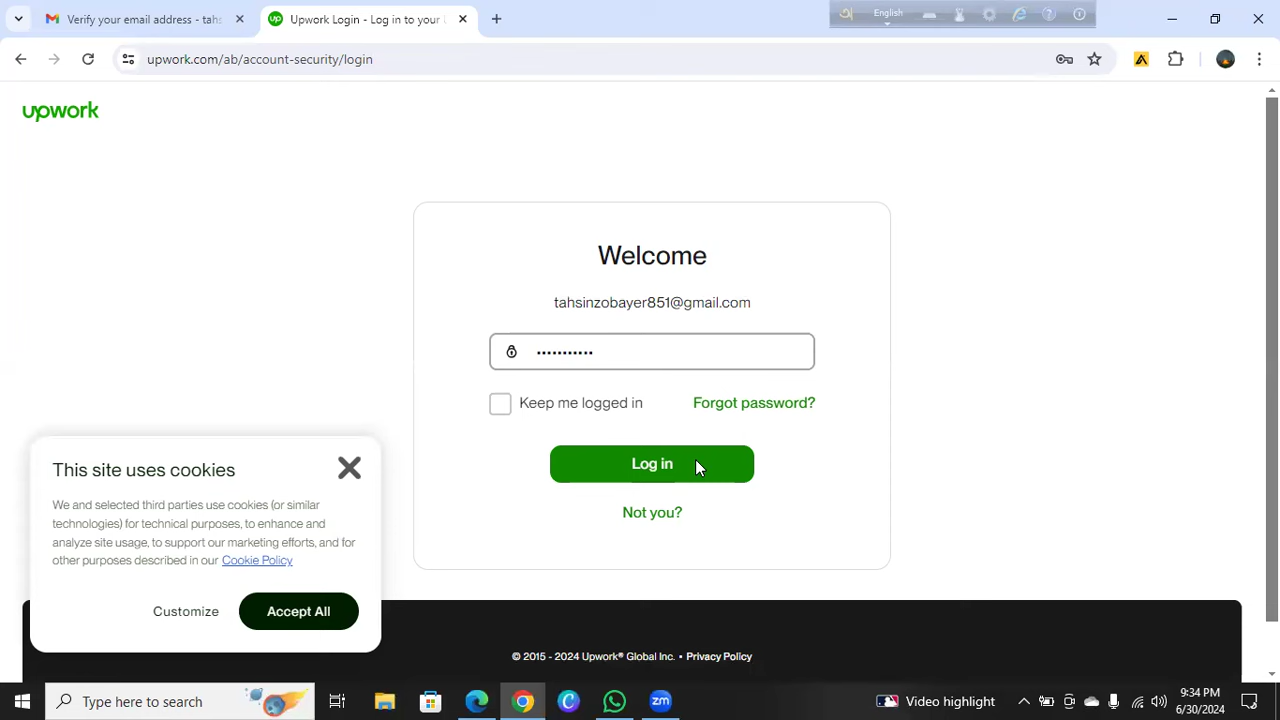 Verify your email address - tahs
Upwork Login - Log in to your
English
upwork.com/ab/account-security/login
upwork
Welcome
tahsinzobayer851@gmail.com
Keep me logged in
Forgot password?
Log in
Not you?
This site uses cookies
We and selected third parties use cookies (or similar
technologies) for technical purposes, to enhance and
analyze site usage, to support our marketing efforts, and for
other purposes described in our Cookie Policy
Customize
Accept All
© 2015 - 2024 Upwork® Global Inc. • Privacy Policy
Type here to search
zm
Video highlight
9:34 PM
6/30/2024